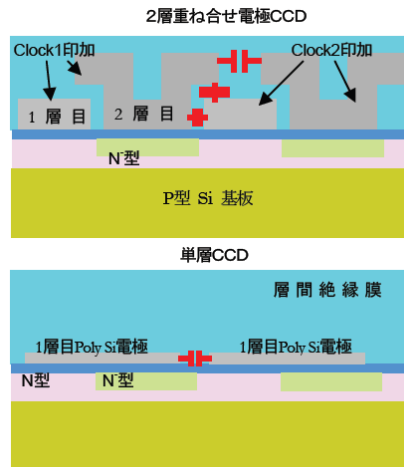 2層重ね合せ電極CCD
Clock1印加 Clock2印加
1層目 2層目
N⁻型
P型 Si 基板
単層CCD
層間絶縁膜
1層目Poly Si電極 1層目Poly Si電極
N型 N⁻型